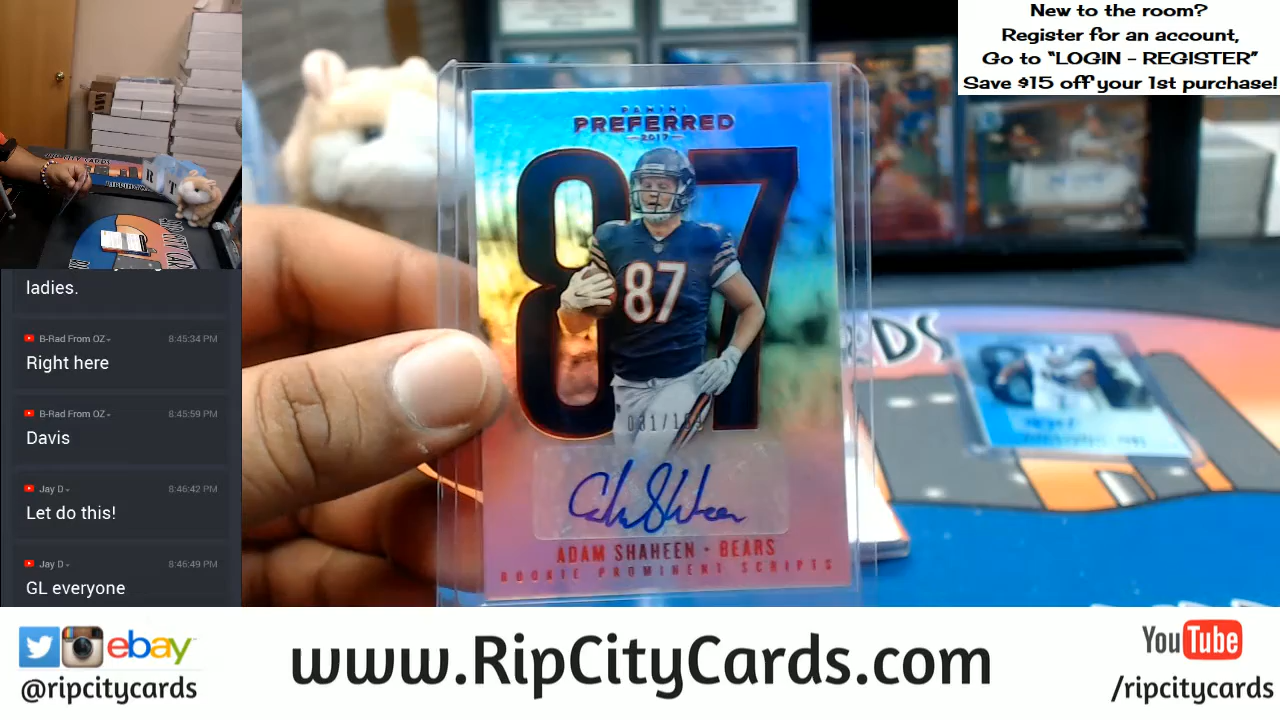 New to the room?
Register for an account,
Go to “LOGIN - REGISTER”
Save $15 off your 1st purchase!
ladies.
B-Rad From OZ
8:45:34 PM
Right here
B-Rad From OZ
8:45:59 PM
Davis
Jay D
8:46:42 PM
Let do this!
Jay D
8:46:49 PM
GL everyone
PANINI
PREFERRED
2017
87
87
ADAM SHAHEEN · BEARS
ROOKIE PROMINENT SCRIPTS
ebay
@ripcitycards
www.RipCityCards.com
YouTube
/ripcitycards